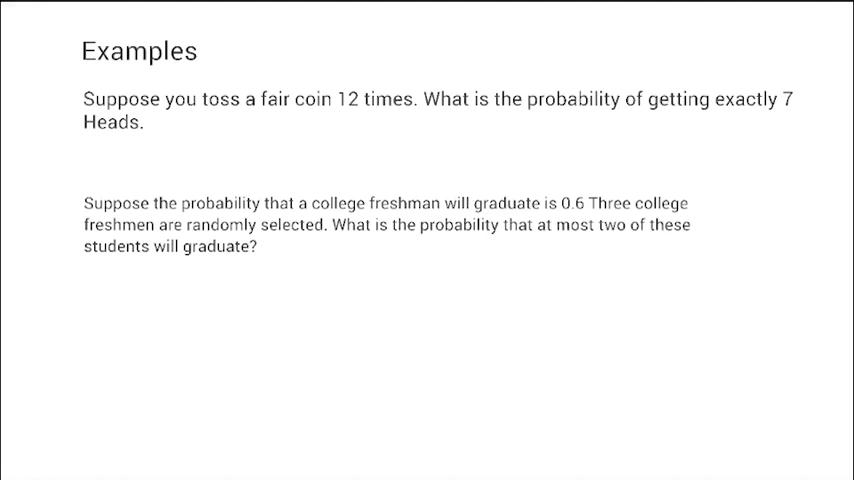 Examples
Suppose you toss a fair coin 12 times. What is the probability of getting exactly 7
Heads.
Suppose the probability that a college freshman will graduate is 0.6 Three college
freshmen are randomly selected. What is the probability that at most two of these
students will graduate?